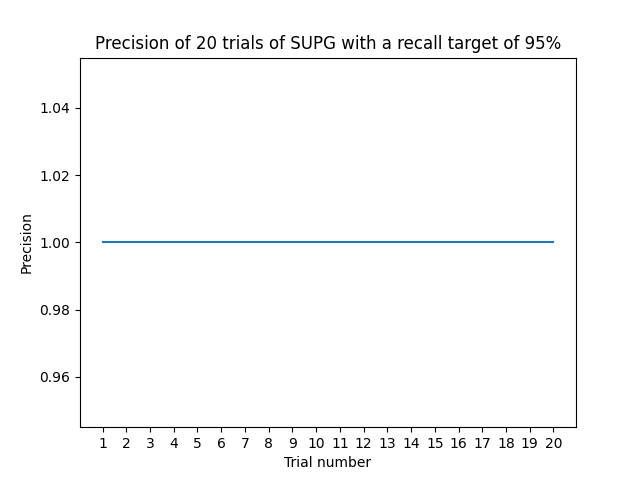 Precision of 20 trials of SUPG with a recall target of 95%
1.04
1.02
1.00
0.98
0.96
Precision
1 2 3 4 5 6 7 8 9 10 11 12 13 14 15 16 17 18 19 20
Trial number